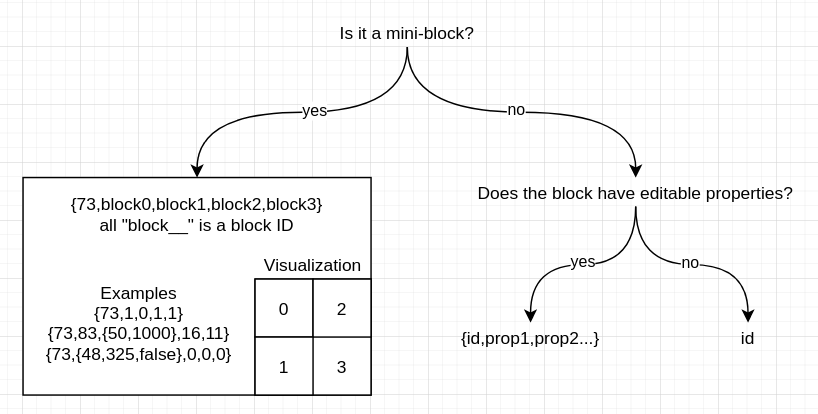 Is it a mini-block?
yes
no
{73,block0,block1,block2,block3}
all "block__" is a block ID
Visualization
0
2
1
3
Examples
{73,1,0,1,1}
{73,83,{50,1000},16,11}
{73,{48,325,false},0,0,0}
Does the block have editable properties?
yes
no
{id,prop1,prop2...}
id